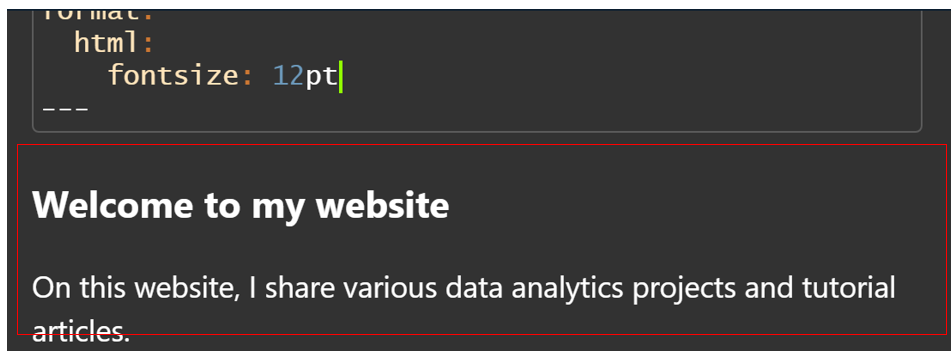 format:
html:
fontsize: 12pt
---
Welcome to my website
On this website, I share various data analytics projects and tutorial
articles.